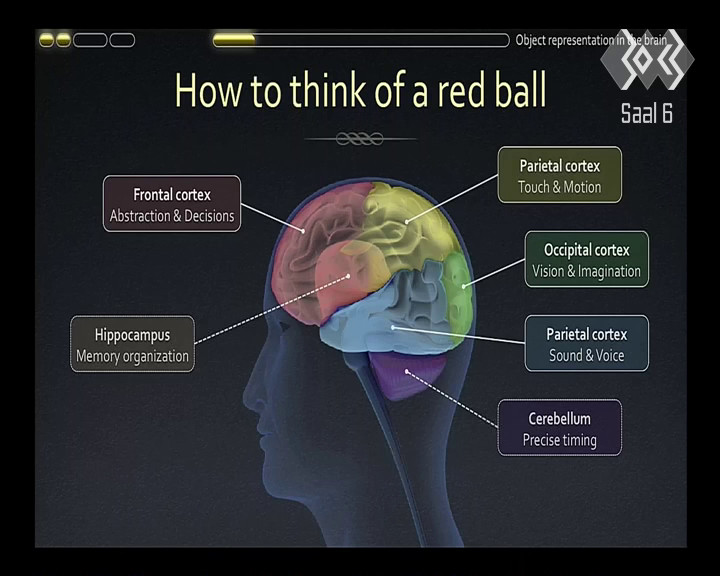 Object representation in the brain
How to think of a red ball
Saal 6
Frontal cortex
Abstraction & Decisions
Parietal cortex
Touch & Motion
Occipital cortex
Vision & Imagination
Hippocampus
Memory organization
Parietal cortex
Sound & Voice
Cerebellum
Precise timing